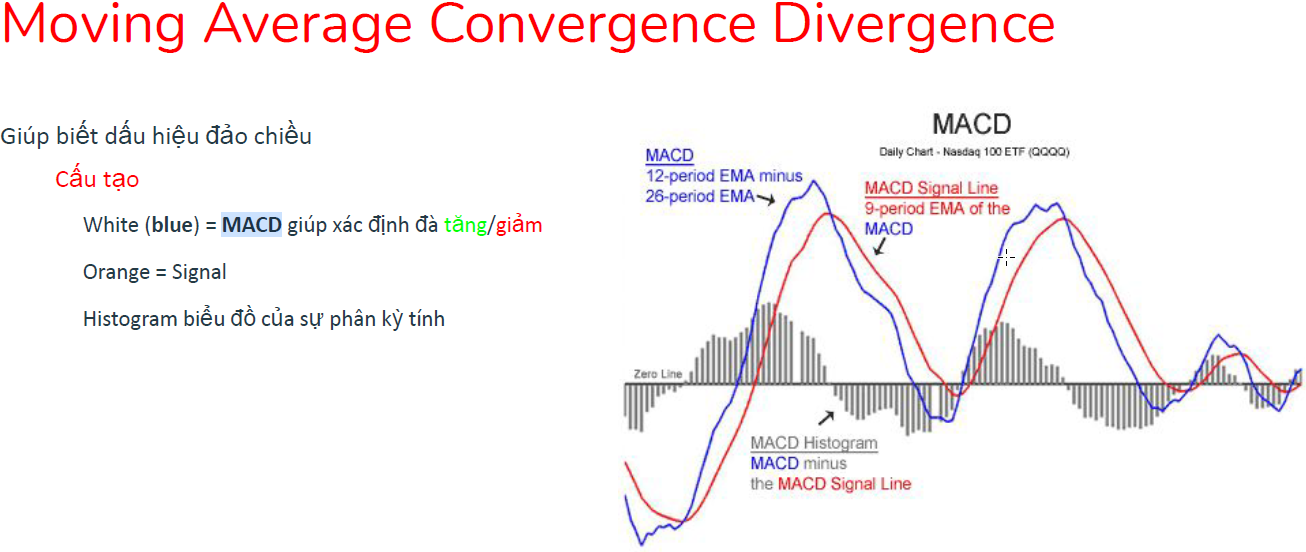 Moving Average Convergence Divergence
Giúp biết dấu hiệu đảo chiều
Cấu tạo
White (blue) = MACD giúp xác định đà tăng/giảm
Orange = Signal
Histogram biểu đồ của sự phân kỳ tính
MACD
Daily Chart - Nasdaq 100 ETF (QQQQ)
MACD
12-period EMA minus
26-period EMA
MACD Signal Line
9-period EMA of the
MACD
Zero Line
MACD Histogram
MACD minus
the MACD Signal Line